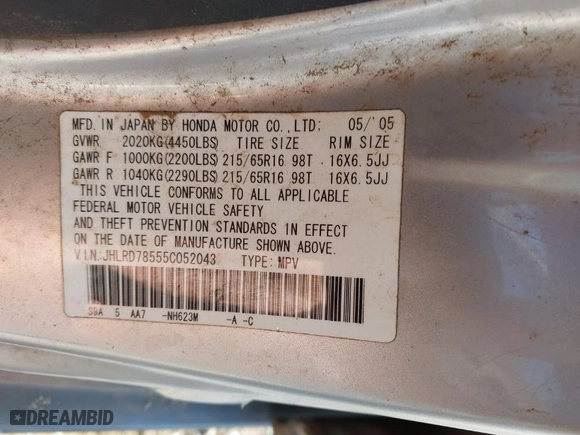 MFD. IN JAPAN BY HONDA MOTOR CO., LTD: 05/'05
GVWR 2020KG(4450LBS) TIRE SIZE RIM SIZE
GAWR F 1000KG(2200LBS) 215/65R16 98T 16X6.5JJ
GAWR R 1040KG(2290LBS) 215/65R16 98T 16X6.5JJ
THIS VEHICLE CONFORMS TO ALL APPLICABLE
FEDERAL MOTOR VEHICLE SAFETY
AND THEFT PREVENTION STANDARDS IN EFFECT
ON THE DATE OF MANUFACTURE SHOWN ABOVE.
V I.N:JHLRD78555C052043 TYPE: MPV
S9A 5 AA7 -NH623M -A -C
DREAMBID